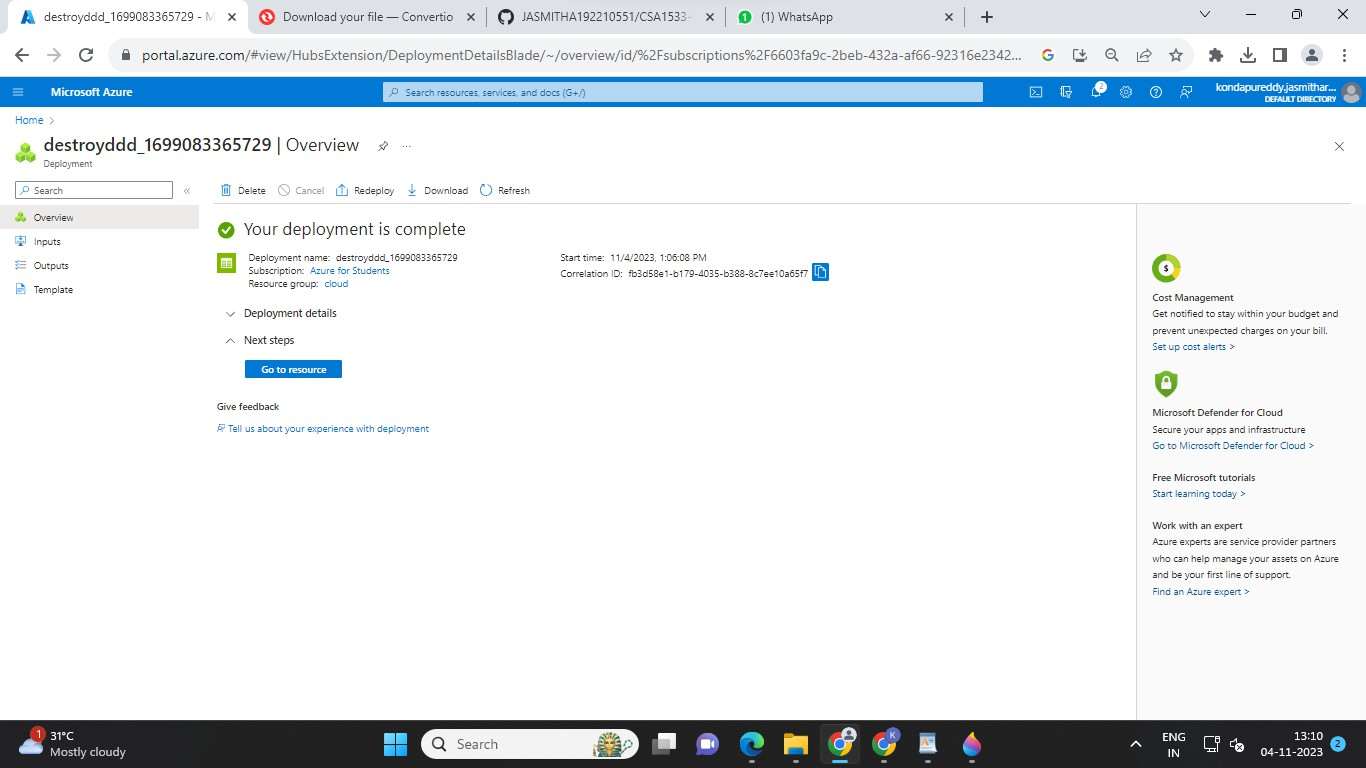 destroyddd_1699083365729 - M
Download your file — Convertio
JASMITHA192210551/CSA1533-
(1) WhatsApp
portal.azure.com/#view/HubsExtension/DeploymentDetailsBlade/~/overview/id/%2Fsubscriptions%2F6603fa9c-2beb-432a-af66-92316e2342...
Microsoft Azure
Search resources, services, and docs (G+/)
2
kondapureddy.jasmithar...
DEFAULT DIRECTORY
Home >
destroyddd_1699083365729 | Overview
Deployment
Search
Delete
Cancel
Redeploy
Download
Refresh
Overview
Inputs
Outputs
Template
Your deployment is complete
Deployment name: destroyddd_1699083365729
Subscription: Azure for Students
Resource group: cloud
Start time: 11/4/2023, 1:06:08 PM
Correlation ID: fb3d58e1-b179-4035-b388-8c7ee10a65f7
Deployment details
Next steps
Go to resource
Give feedback
Tell us about your experience with deployment
Cost Management
Get notified to stay within your budget and
prevent unexpected charges on your bill.
Set up cost alerts >
Microsoft Defender for Cloud
Secure your apps and infrastructure
Go to Microsoft Defender for Cloud >
Free Microsoft tutorials
Start learning today >
Work with an expert
Azure experts are service provider partners
who can help manage your assets on Azure
and be your first line of support.
Find an Azure expert >
1
31°C
Mostly cloudy
Search
K
ENG
IN
13:10
04-11-2023
2